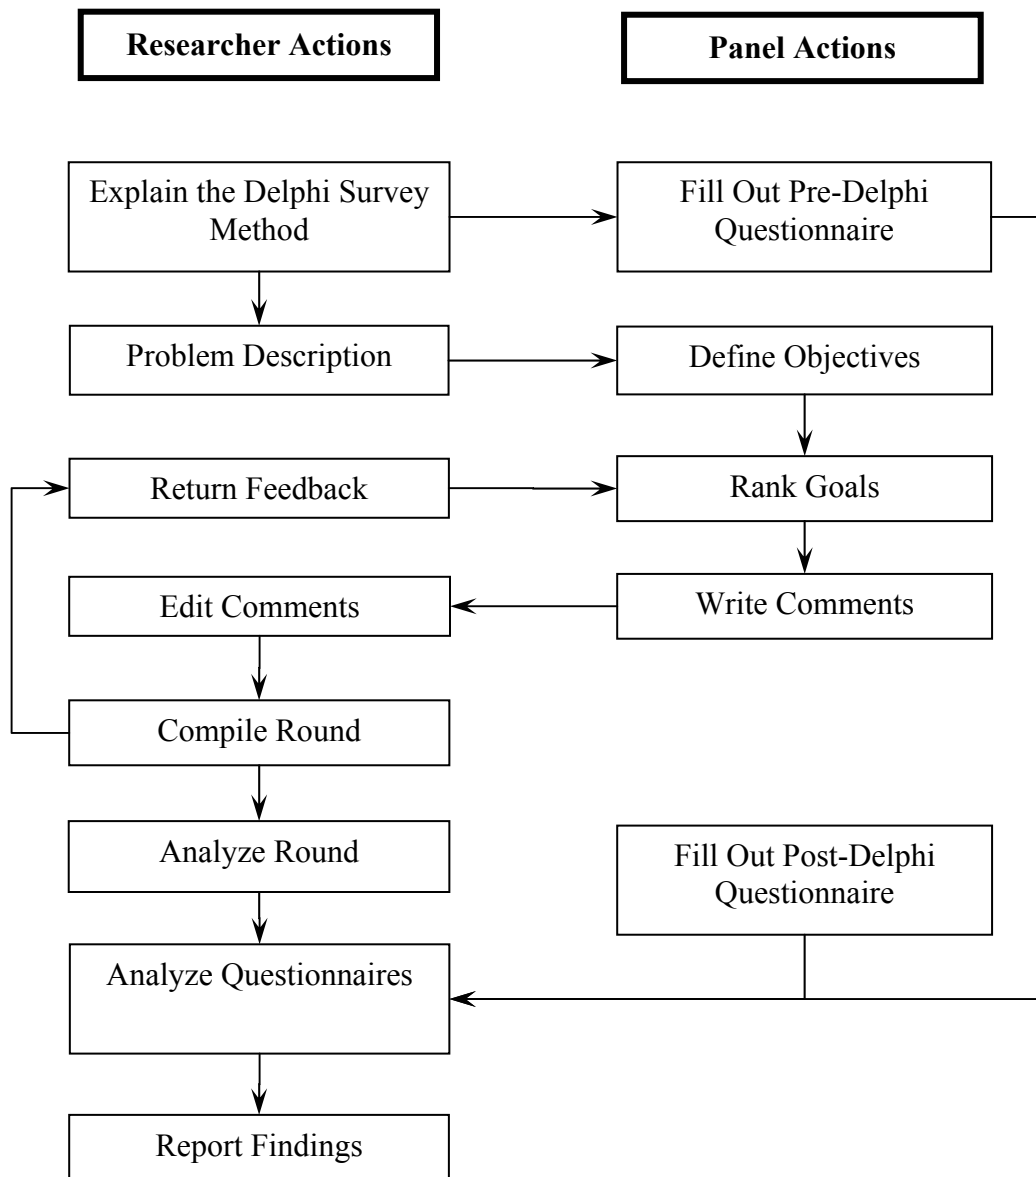 Researcher Actions
Panel Actions
Explain the Delphi Survey
Method
Fill Out Pre-Delphi
Questionnaire
Problem Description
Define Objectives
Return Feedback
Rank Goals
Edit Comments
Write Comments
Compile Round
Analyze Round
Fill Out Post-Delphi
Questionnaire
Analyze Questionnaires
Report Findings